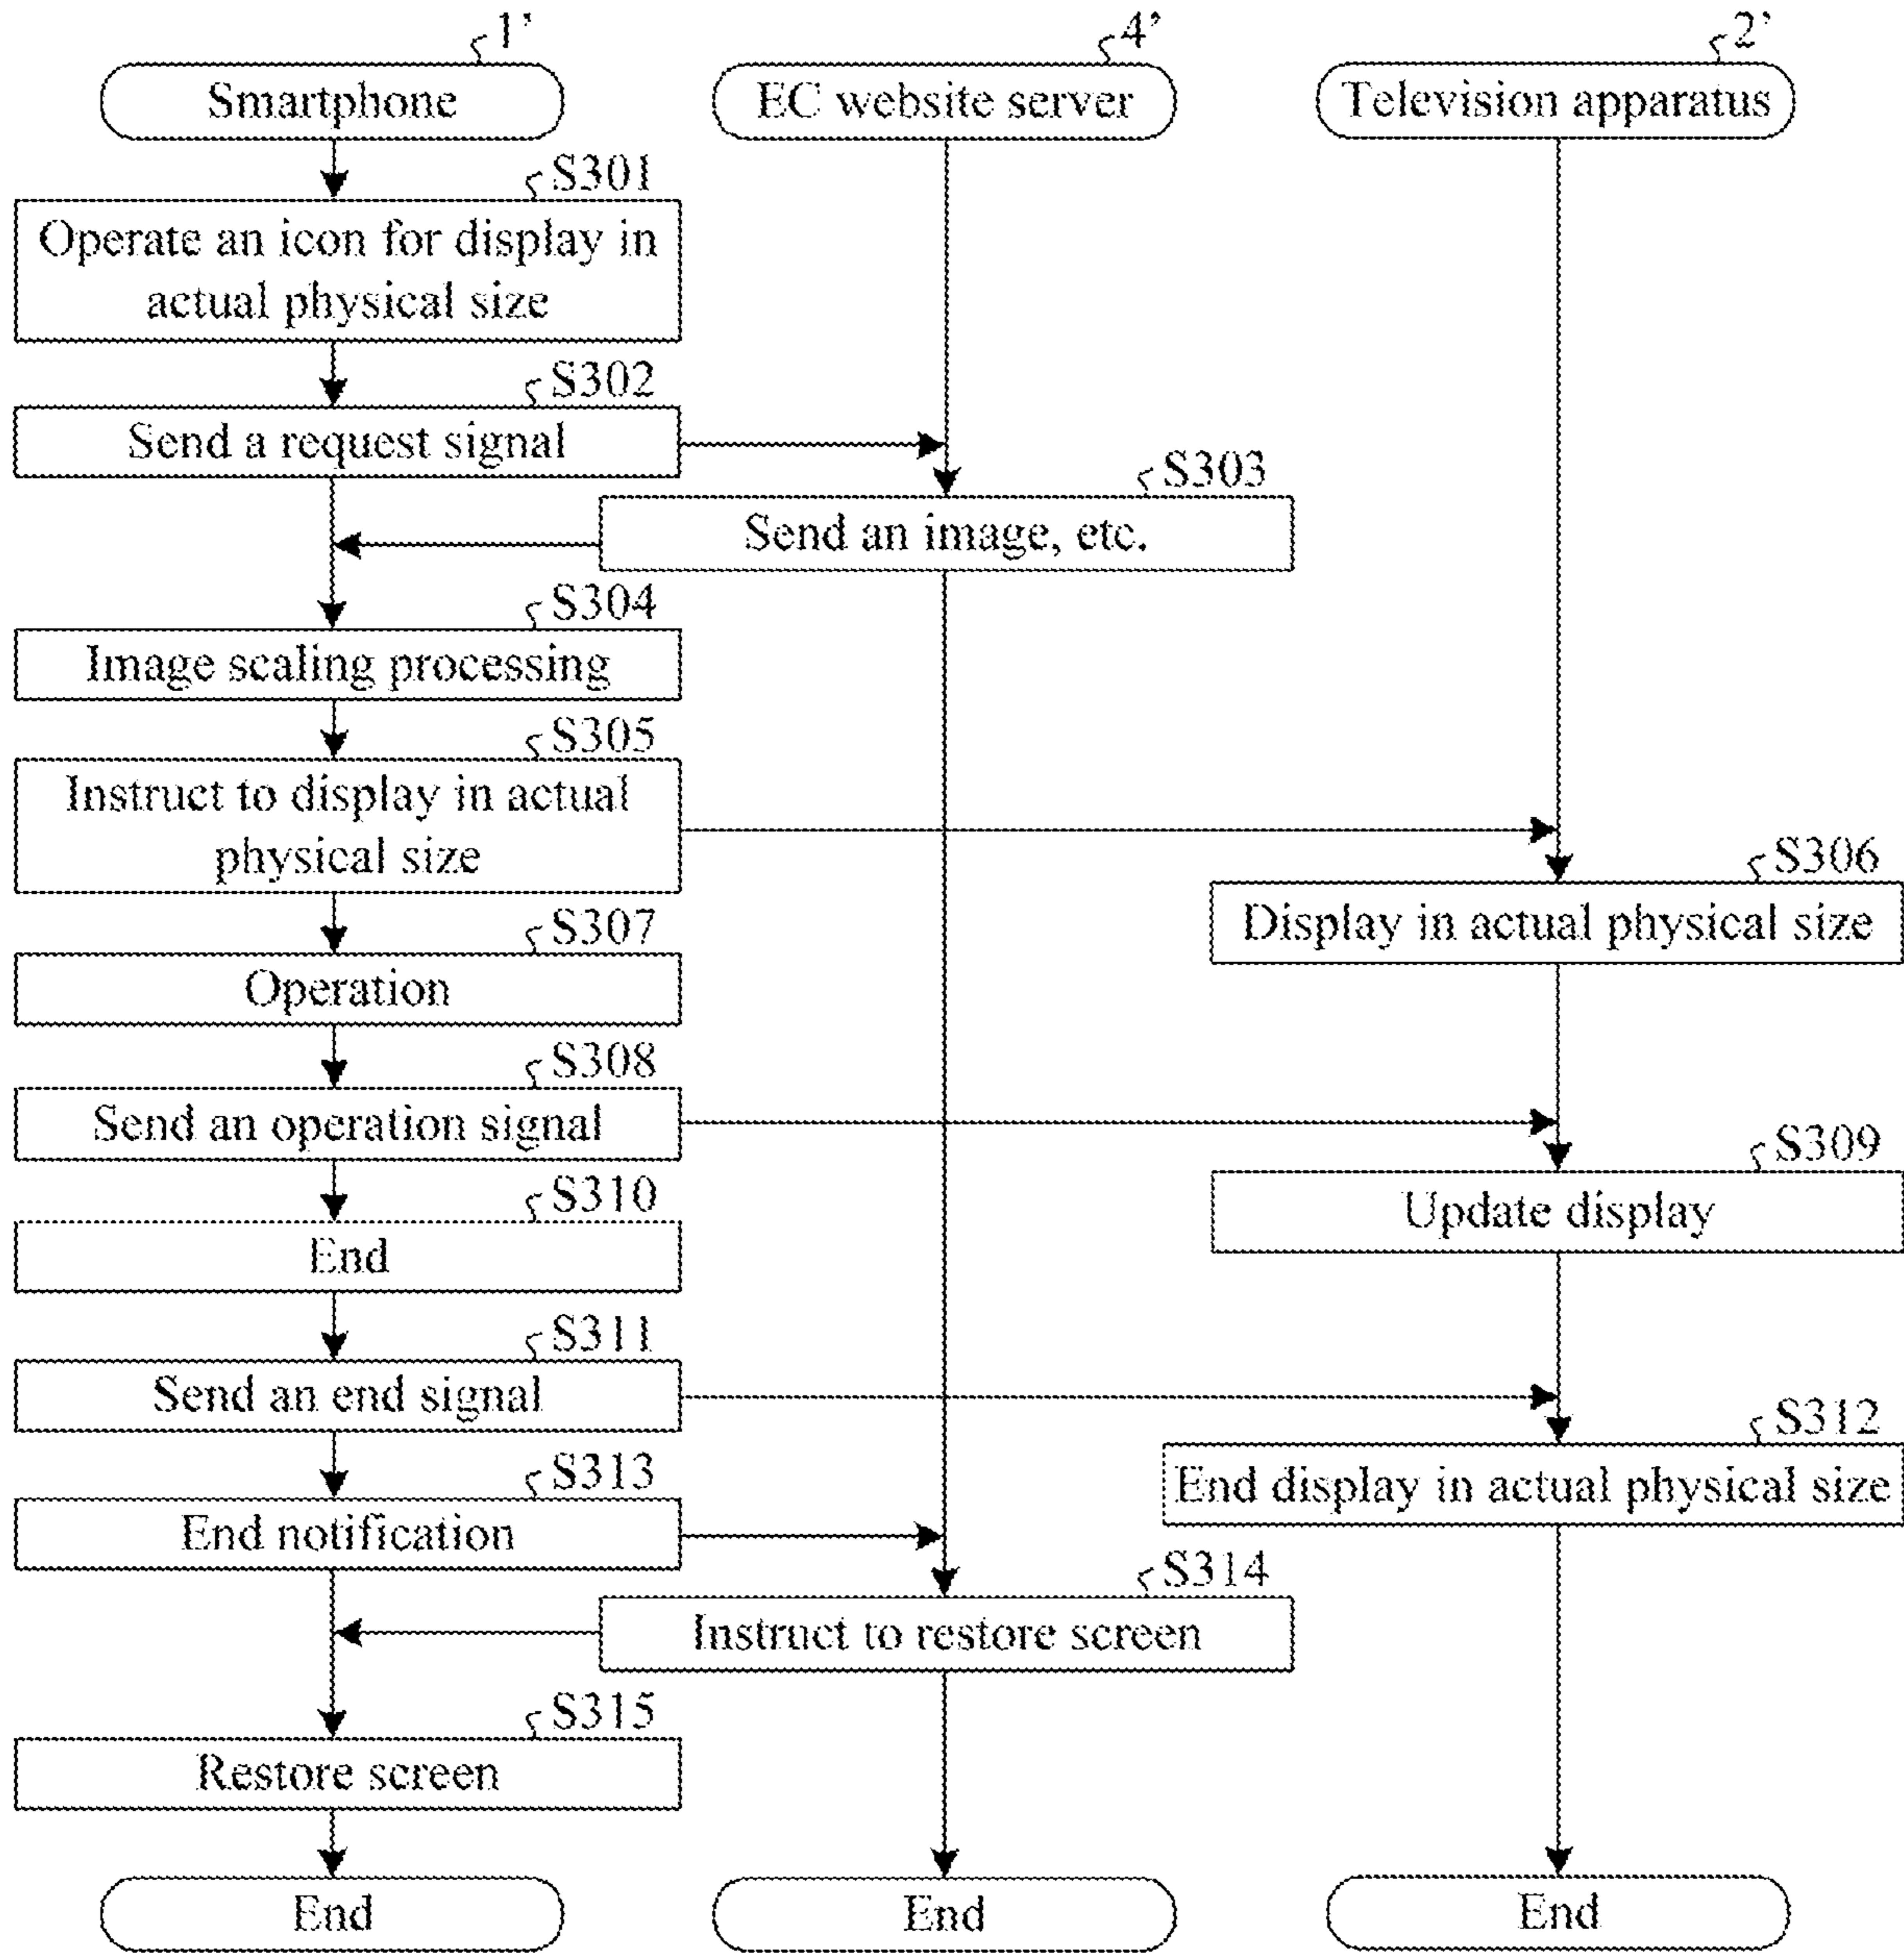 1’
4’
2’
Smartphone
EC website server
Television apparatus
S301
Operate an icon for display in
actual physical size
S302
Send a request signal
S303
Send an image, etc.
S304
Image scaling processing
S305
Instruct to display in actual
physical size
S306
Display in actual physical size
S307
Operation
S308
Send an operation signal
S309
Update display
S310
End
S311
Send an end signal
S312
End display in actual physical size
S313
End notification
S314
Instruct to restore screen
S315
Restore screen
End
End
End